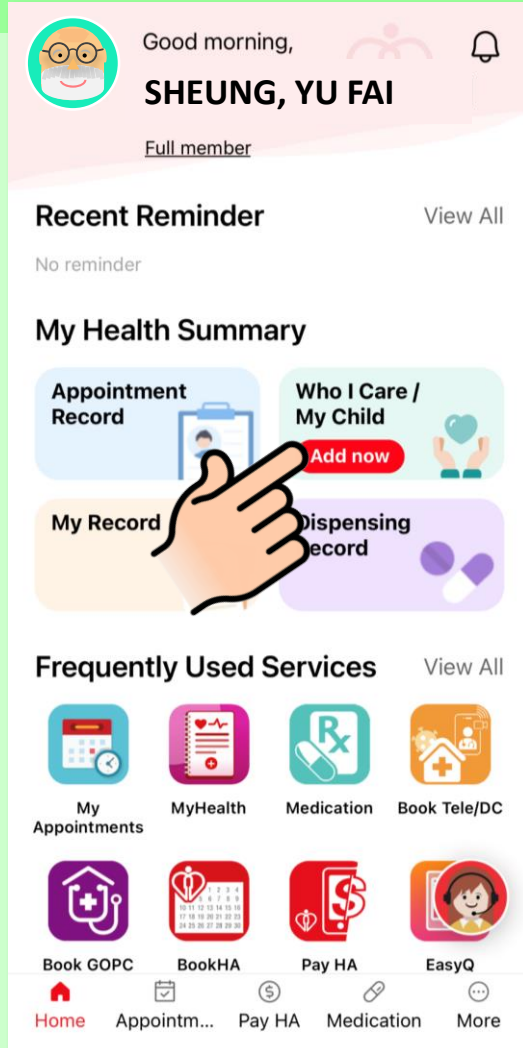 Good morning,
SHEUNG, YU FAI
Full member
Recent Reminder View All
No reminder
My Health Summary
Appointment
Record
Who I Care /
My Child
Add now
My Record
Dispensing
Record
Frequently Used Services View All
Rx
My
Appointments
MyHealth
Medication
Book Tele/DC
Book GOPC
BookHA
Pay HA
EasyQ
Home Appointm... Pay HA Medication More